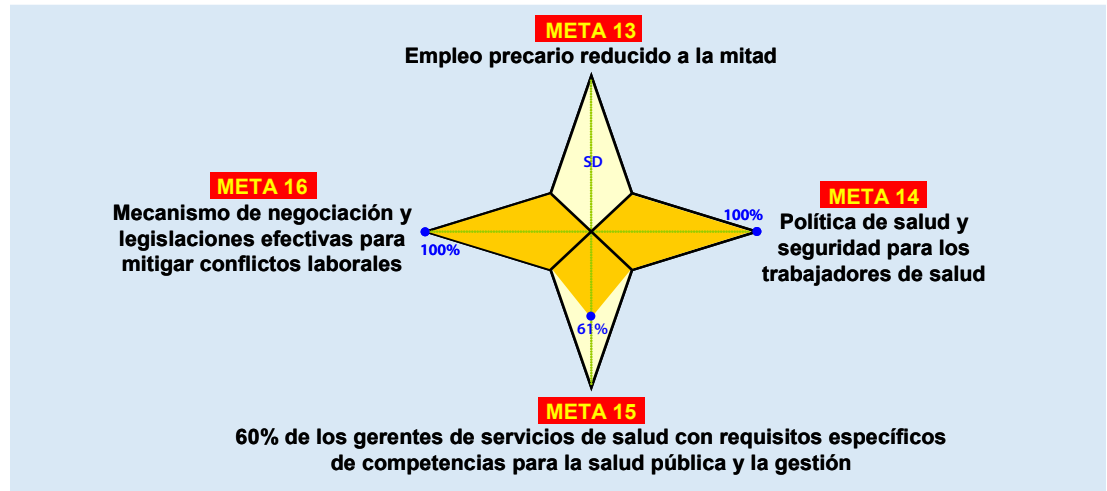 META 13
Empleo precario reducido a la mitad
SD
META 16
Mecanismo de negociación y
legislaciones efectivas para
mitigar conflictos laborales
100%
100%
META 14
Política de salud y
seguridad para los
trabajadores de salud
61%
META 15
60% de los gerentes de servicios de salud con requisitos específicos
de competencias para la salud pública y la gestión